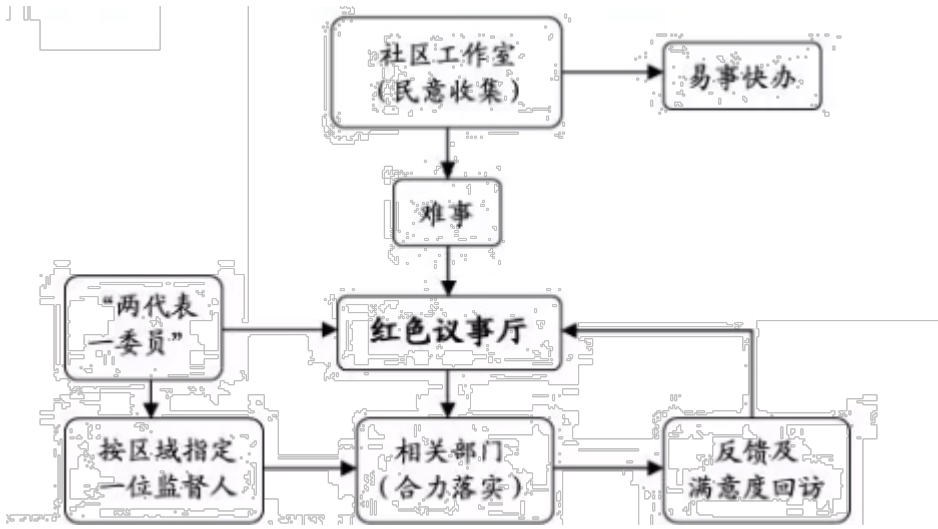 社区工作室
（民意收集）
易事快办
难事
“两代表
一委员”
红色议事厅
按区域指定
一位监督人
相关部门
（合力落实）
反馈及
满意度回访